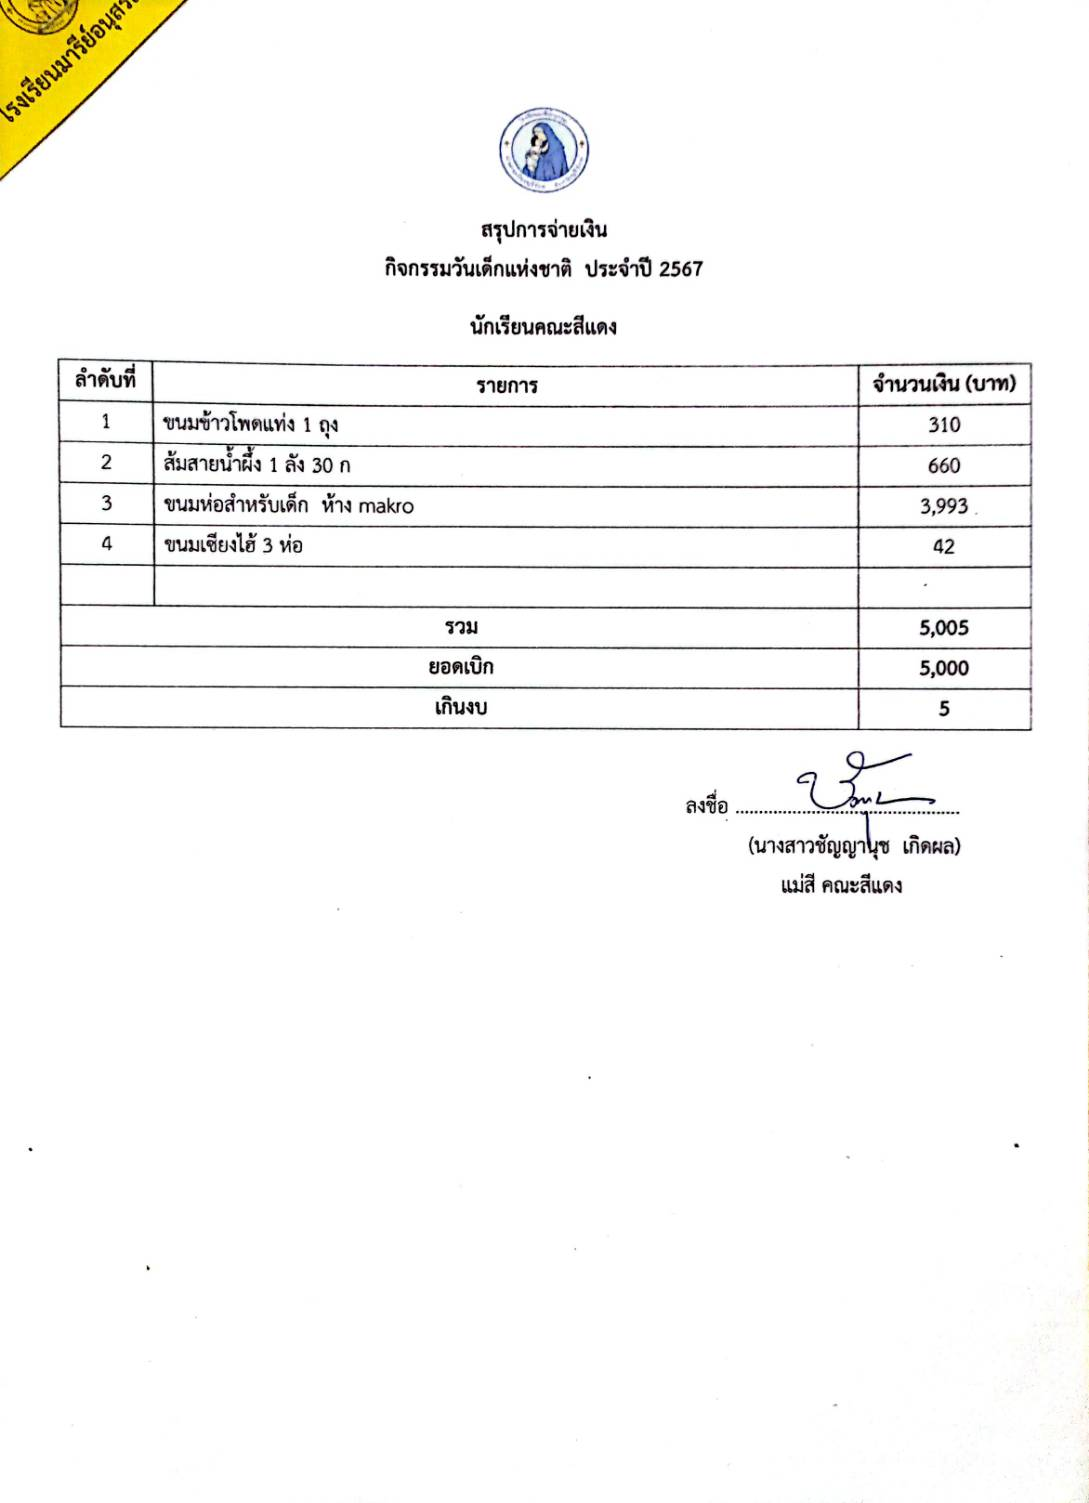 โรงเรียนมารีย์อนุสร
สรุปการจ่ายเงิน
กิจกรรมวันเด็กแห่งชาติ ประจำปี 2567
นักเรียนคณะสีแดง
ลำดับที่ รายการ จำนวนเงิน (บาท)
1 ขนมข้าวโพดแท่ง 1 ถุง 310
2 ส้มสายน้ำผึ้ง 1 ลัง 30 ก 660
3 ขนมห่อสำหรับเด็ก ห้าง makro 3,993
4 ขนมเซียงไฮ้ 3 ห่อ 42
รวม 5,005
ยอดเบิก 5,000
เกินงบ 5
ลงชื่อ
(นางสาวชัญญานุช เกิดผล)
แม่สี คณะสีแดง